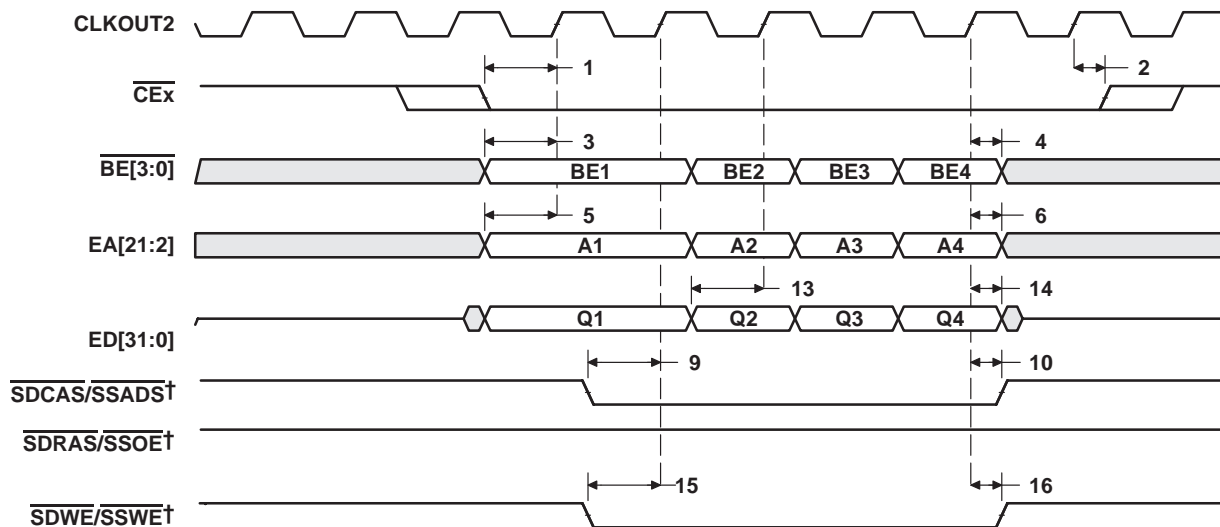 CLKOUT2
1 2
CEx
3 4
BE[3:0] BE1 BE2 BE3 BE4
5 6
EA[21:2] A1 A2 A3 A4
13 14
ED[31:0] Q1 Q2 Q3 Q4
9 10
SDCAS/SSADS†
SDRAS/SSOE†
15 16
SDWE/SSWE†